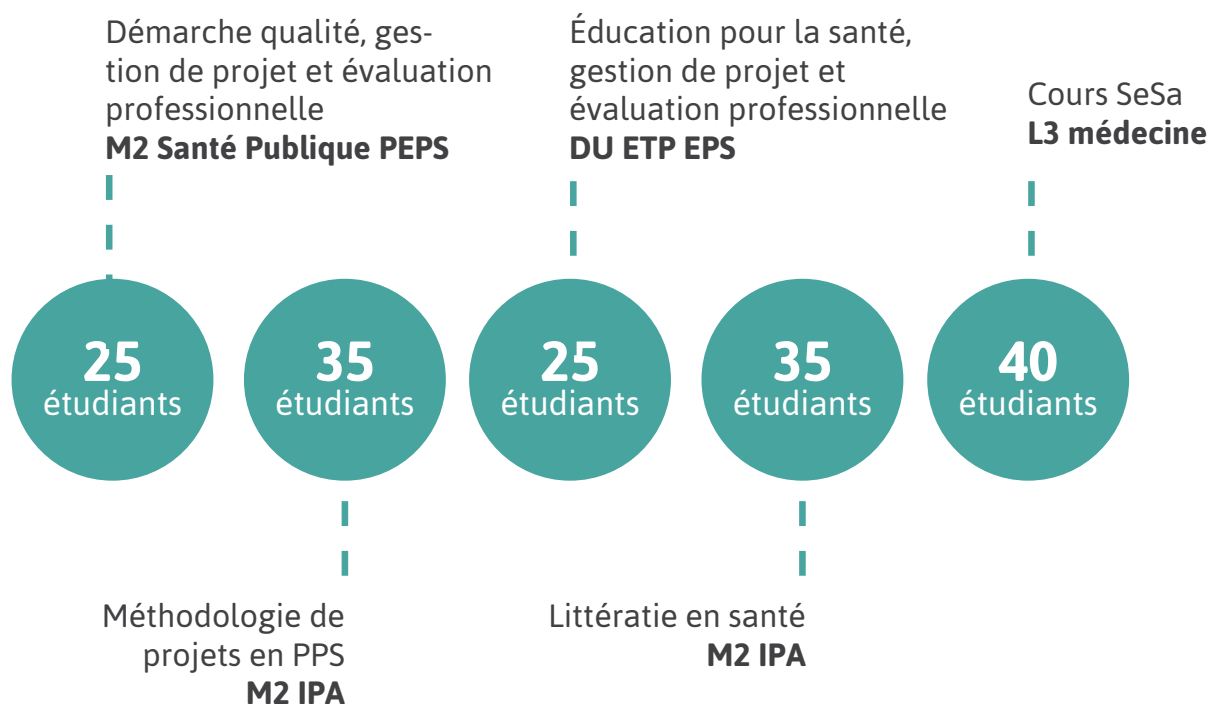 Démarche qualité, ges-
tion de projet et évaluation
professionnelle
M2 Santé Publique PEPS
Éducation pour la santé,
gestion de projet et
évaluation professionnelle
DU ETP EPS
Cours SeSa
L3 médecine
25
étudiants
35
étudiants
25
étudiants
35
étudiants
40
étudiants
Méthodologie de
projets en PPS
M2 IPA
Littératie en santé
M2 IPA